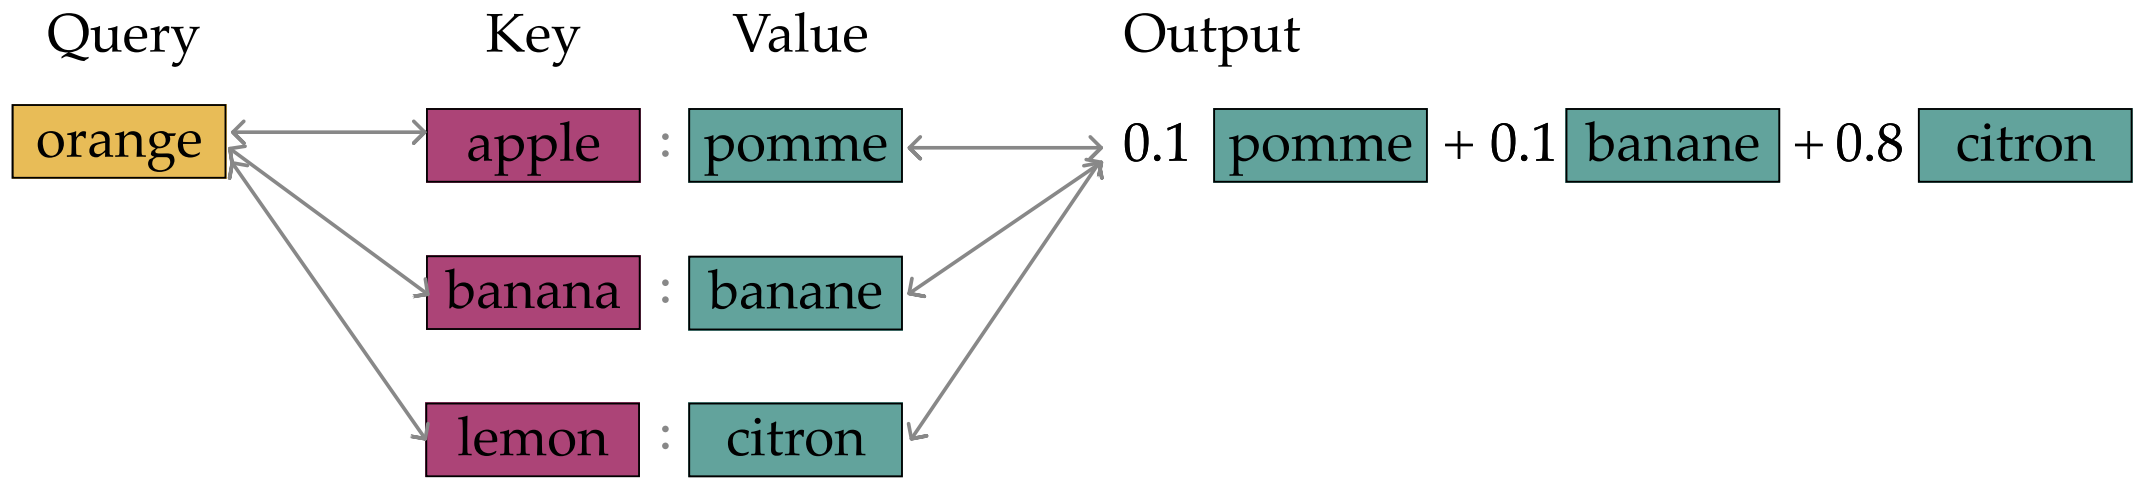 Query Key Value Output
orange apple : pomme 0.1 pomme + 0.1 banane + 0.8 citron
banana : banane
lemon : citron